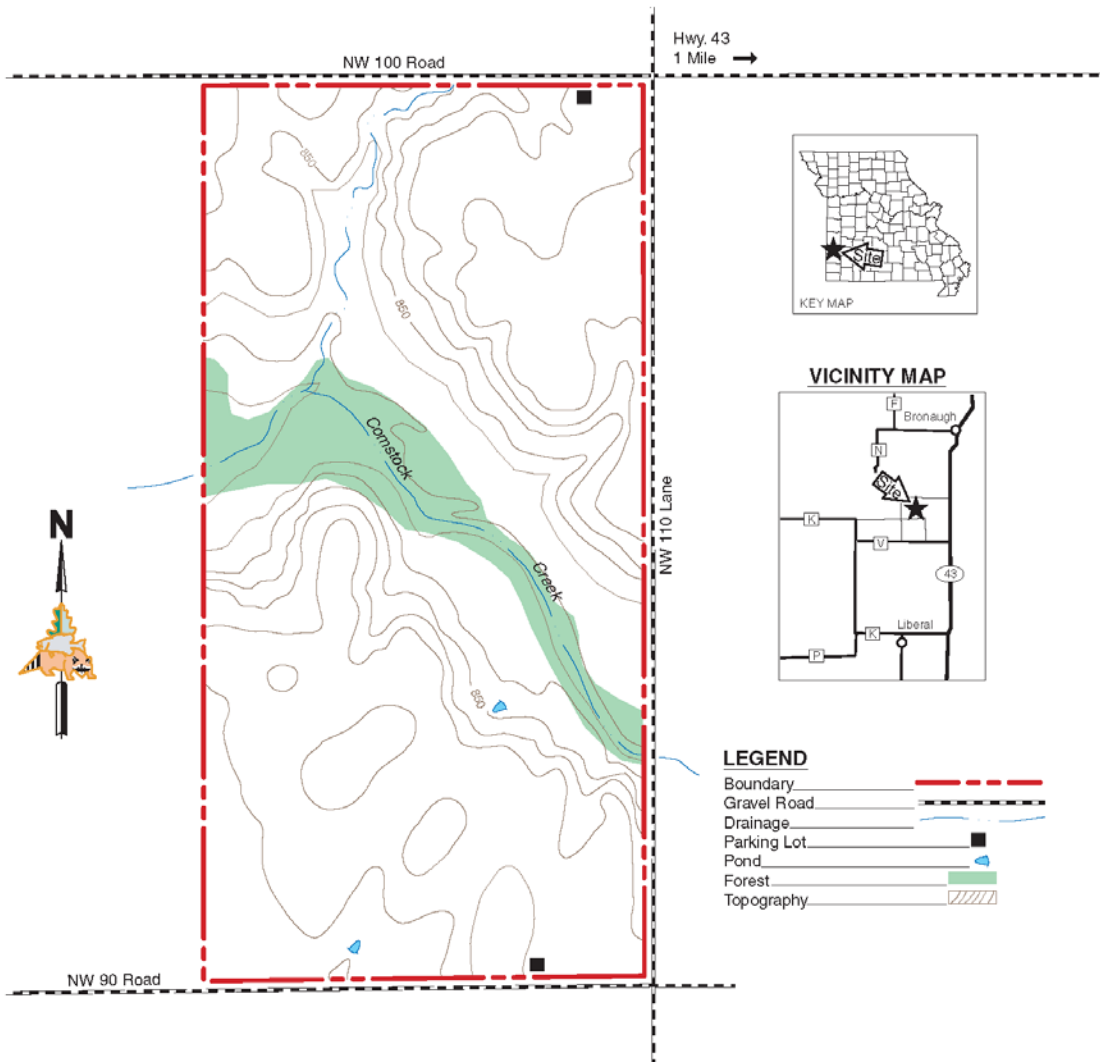 Hwy. 43
1 Mile
NW 100 Road
850
850
Site
KEY MAP
VICINITY MAP
F
Bronaugh
N
Site
K
V
43
Liberal
K
P
Comstock
Creek
NW 110 Lane
N
850
LEGEND
Boundary
Gravel Road
Drainage
Parking Lot
Pond
Forest
Topography
NW 90 Road